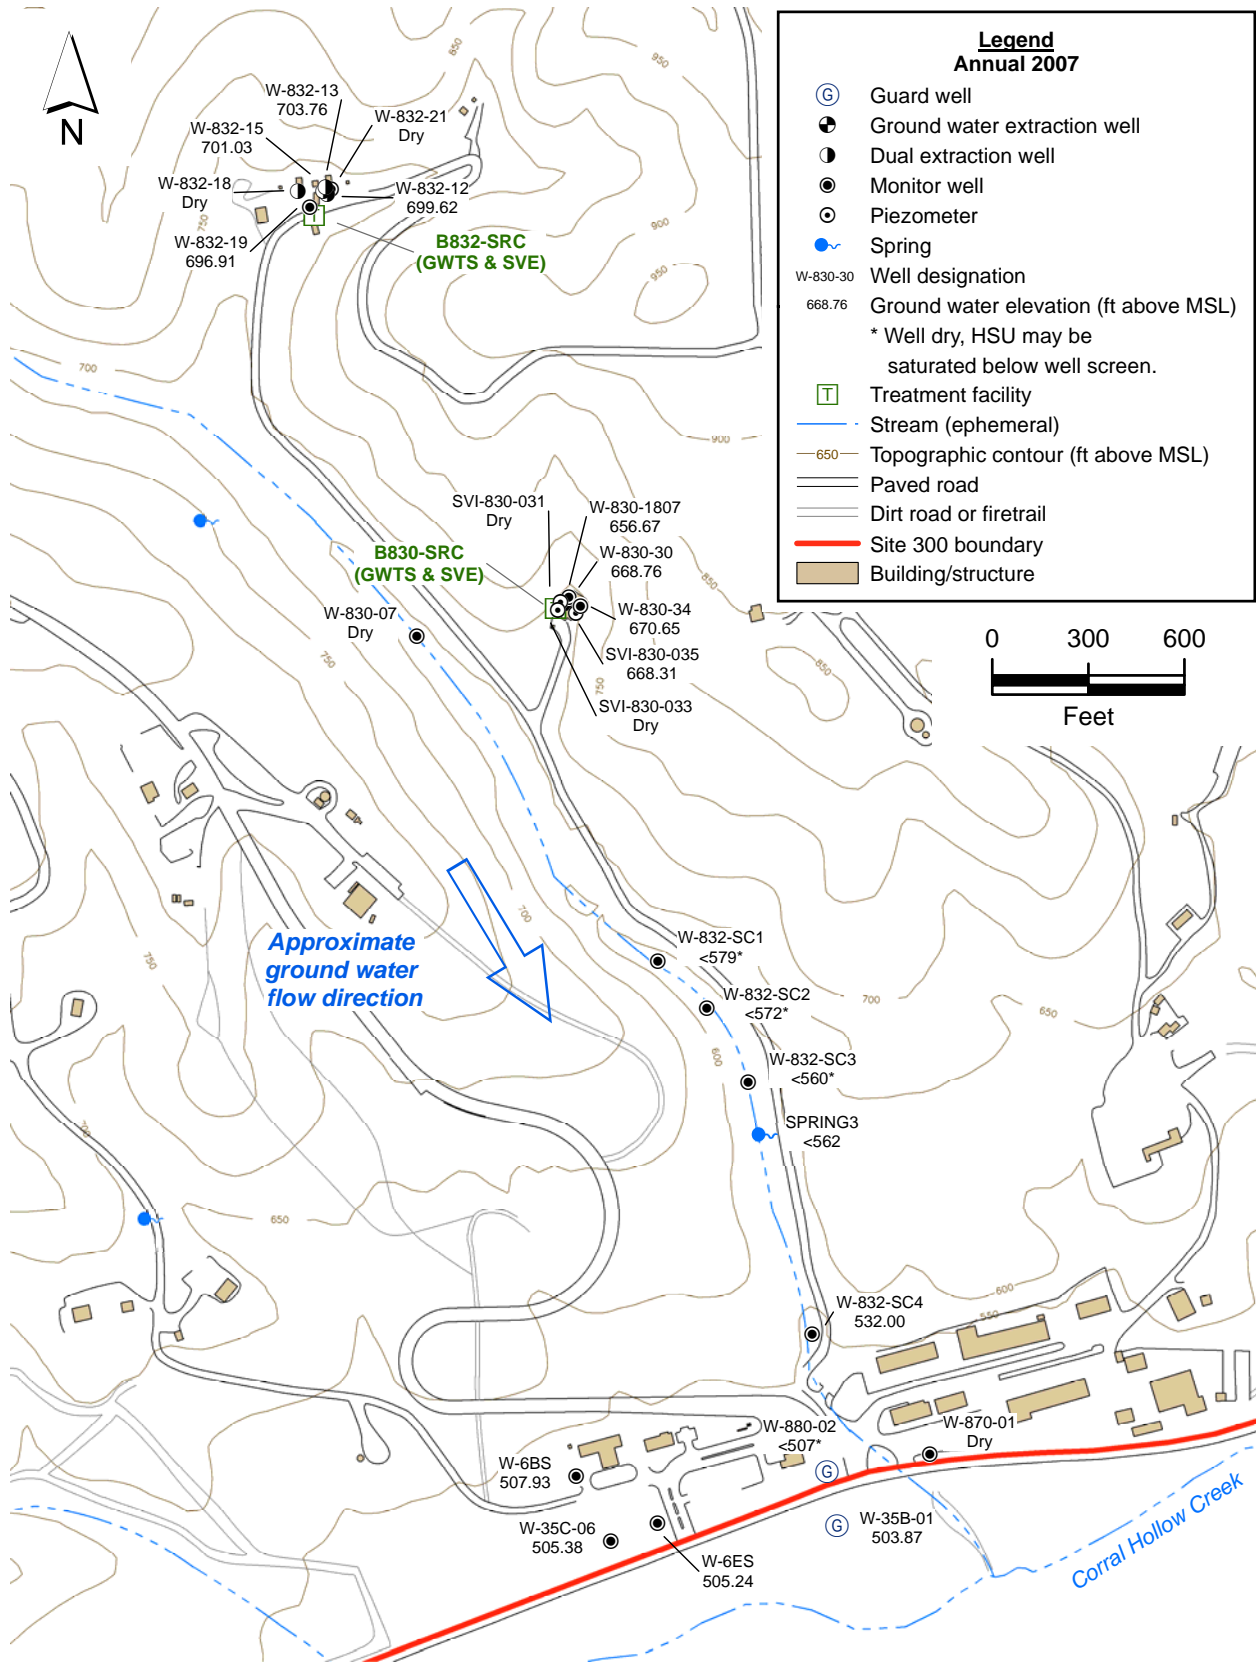 Legend
Annual 2007
G Guard well
Ground water extraction well
Dual extraction well
Monitor well
Piezometer
Spring
W-830-30 Well designation
668.76 Ground water elevation (ft above MSL)
* Well dry, HSU may be
saturated below well screen.
T Treatment facility
Stream (ephemeral)
650 Topographic contour (ft above MSL)
Paved road
Dirt road or firetrail
Site 300 boundary
Building/structure
0 300 600
Feet
N
W-832-13
703.76
W-832-15
701.03
W-832-21
Dry
W-832-18
Dry
W-832-12
699.62
W-832-19
696.91
T
B832-SRC
(GWTS & SVE)
850
950
900
950
750
700
900
SVI-830-031
Dry
W-830-1807
656.67
W-830-30
668.76
B830-SRC
(GWTS & SVE)
W-830-34
670.65
W-830-07
Dry
SVI-830-035
668.31
SVI-830-033
Dry
850
850
750
750
700
750
Approximate
ground water
flow direction
W-832-SC1
<579*
W-832-SC2
<572*
W-832-SC3
<560*
SPRING3
<562
700
650
600
650
600
550
W-832-SC4
532.00
W-880-02
<507*
G
W-870-01
Dry
W-6BS
507.93
W-35C-06
505.38
W-6ES
505.24
G
W-35B-01
503.87
Corral Hollow Creek